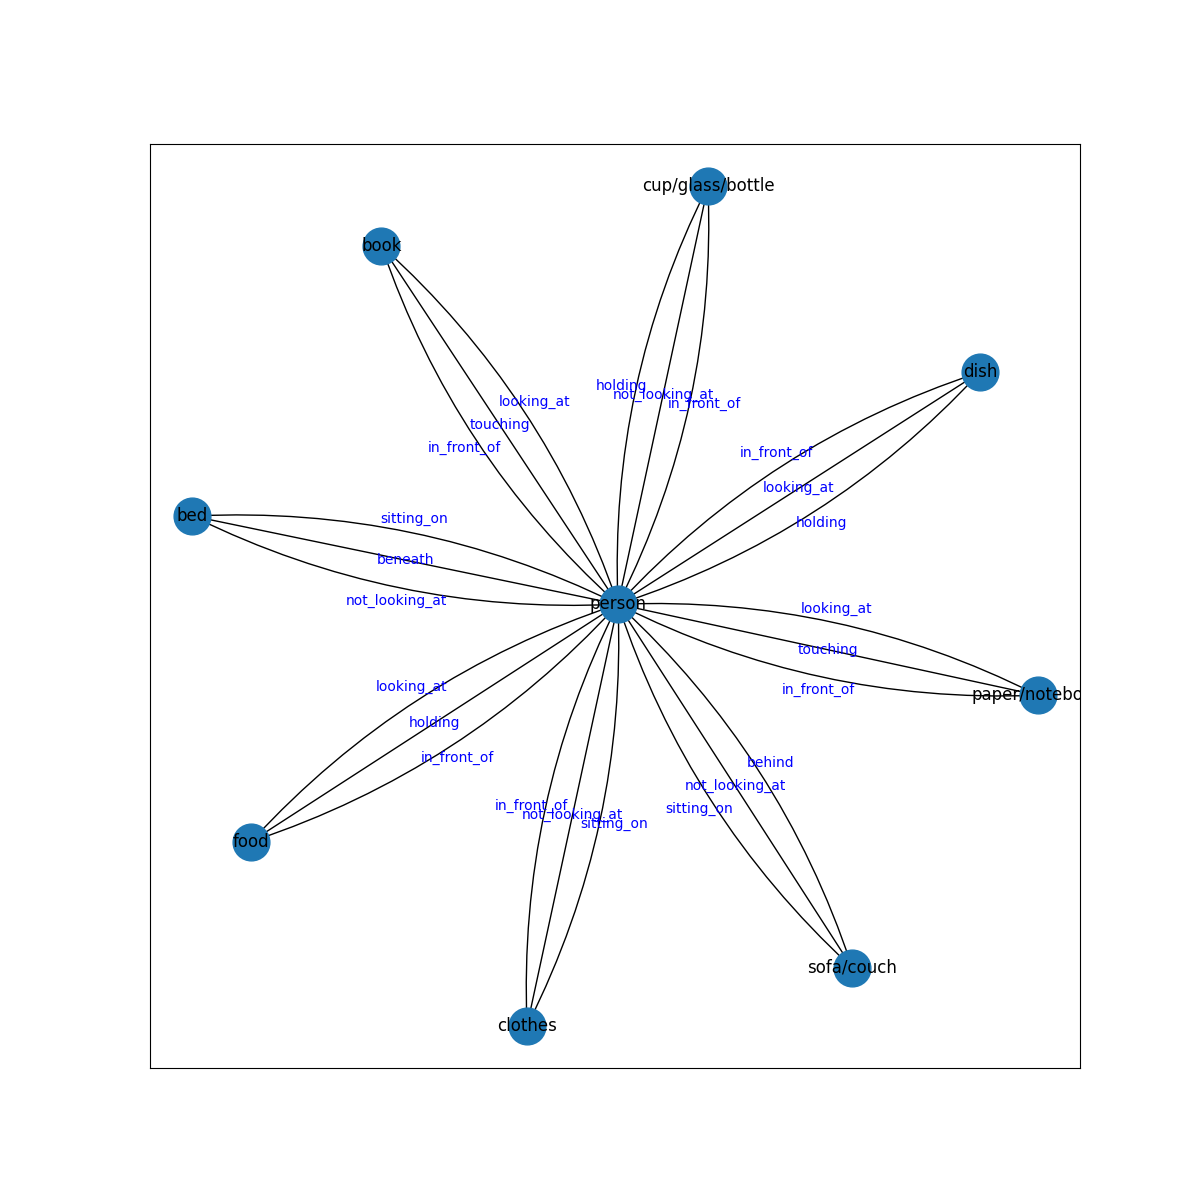 cup/glass/bottle
book
dish
holding
not_looking_at
in_front_of
looking_at
touching
in_front_of
in_front_of
looking_at
holding
bed
sitting_on
beneath
not_looking_at
person
looking_at
touching
in_front_of
paper/notebo
looking_at
holding
in_front_of
behind
not_looking_at
sitting_on
in_front_of
not_looking_at
sitting_on
food
sofa/couch
clothes